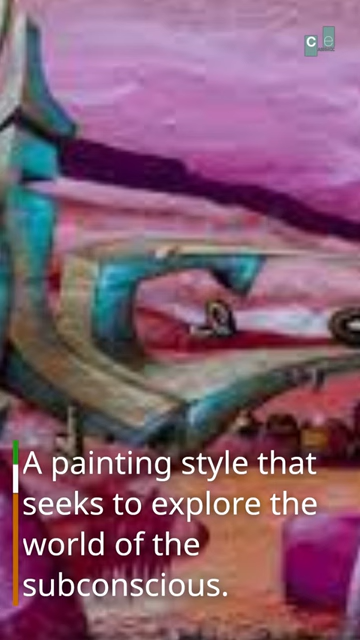 c e
A painting style that
seeks to explore the
world of the
subconscious.